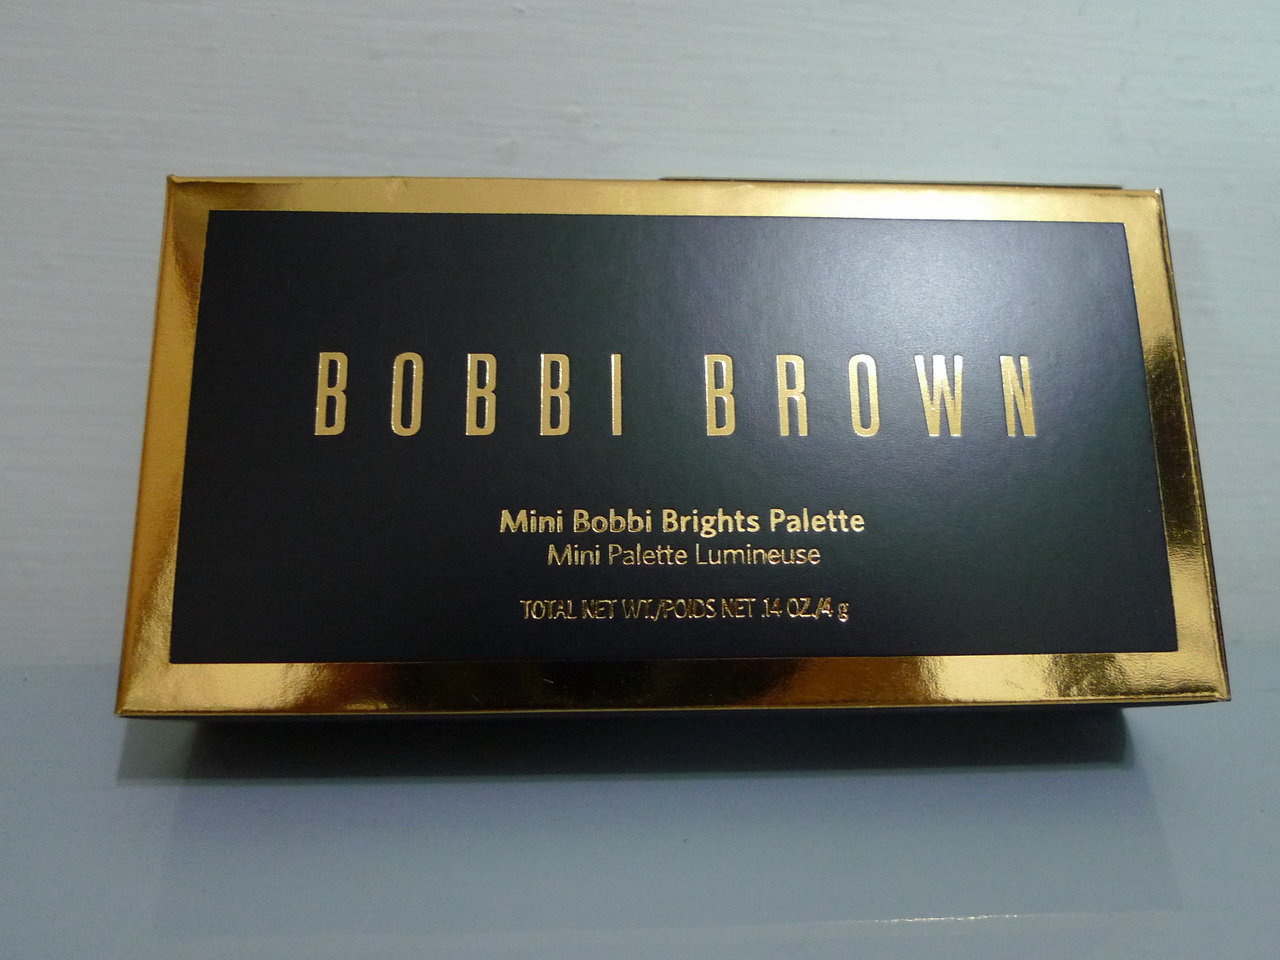 BOBBI BROWN
Mini Bobbi Brights Palette
Mini Palette Lumineuse
TOTAL NET WT./POIDS NET .14 OZ./4 g